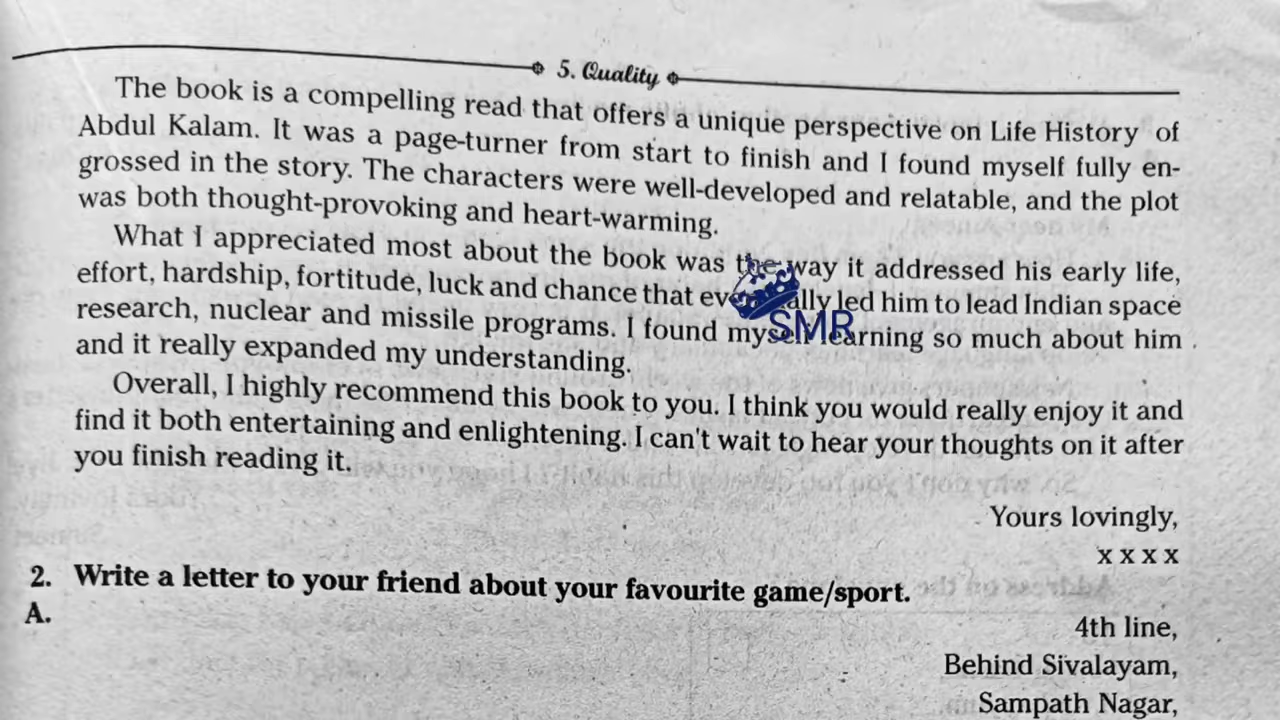 5. Quality
The book is a compelling read that offers a unique perspective on Life History of
Abdul Kalam. It was a page-turner from start to finish and I found myself fully en-
grossed in the story. The characters were well-developed and relatable, and the plot
was both thought-provoking and heart-warming.
What I appreciated most about the book was the way it addressed his early life,
effort, hardship, fortitude, luck and chance that eventually led him to lead Indian space
research, nuclear and missile programs. I found myself learning so much about him
and it really expanded my understanding.
Overall, I highly recommend this book to you. I think you would really enjoy it and
find it both entertaining and enlightening. I can't wait to hear your thoughts on it after
you finish reading it.
Yours lovingly,
x x x x
2. Write a letter to your friend about your favourite game/sport.
A.
4th line,
Behind Sivalayam,
Sampath Nagar,
SMR